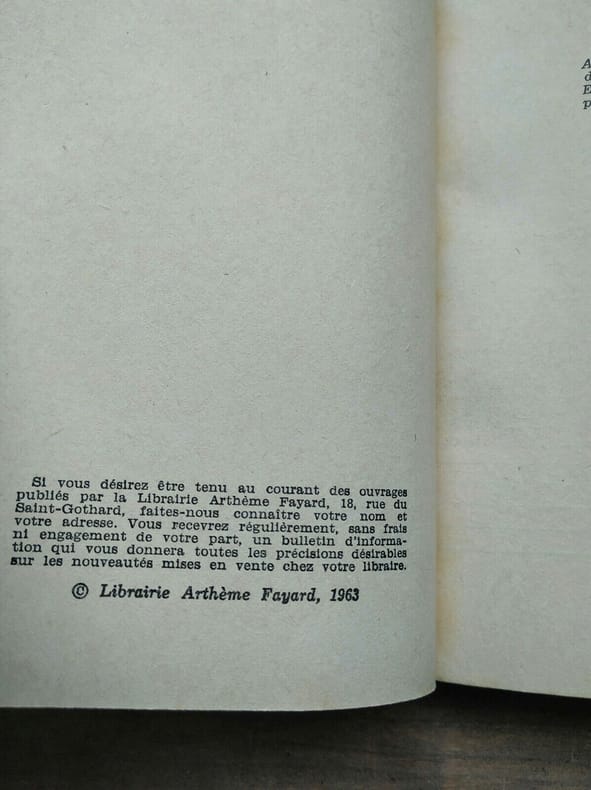 Si vous désirez être tenu au courant des ouvrages
publiés par la Librairie Arthème Fayard, 18, rue du
Saint-Gothard, faites-nous connaître votre nom et
votre adresse. Vous recevrez régulièrement, sans frais
ni engagement de votre part, un bulletin d'informa-
tion qui vous donnera toutes les précisions désirables
sur les nouveautés mises en vente chez votre libraire.
© Librairie Arthème Fayard, 1963